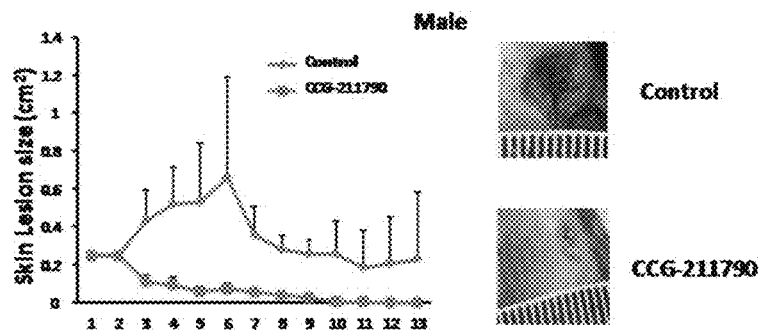 Male
1.4
1.2
1
0.8
0.6
0.4
0.2
0
Skin Lesion size (cm²)
Control
CCG-211790
1 2 3 4 5 6 7 8 9 10 11 12 13
Control
CCG-211790